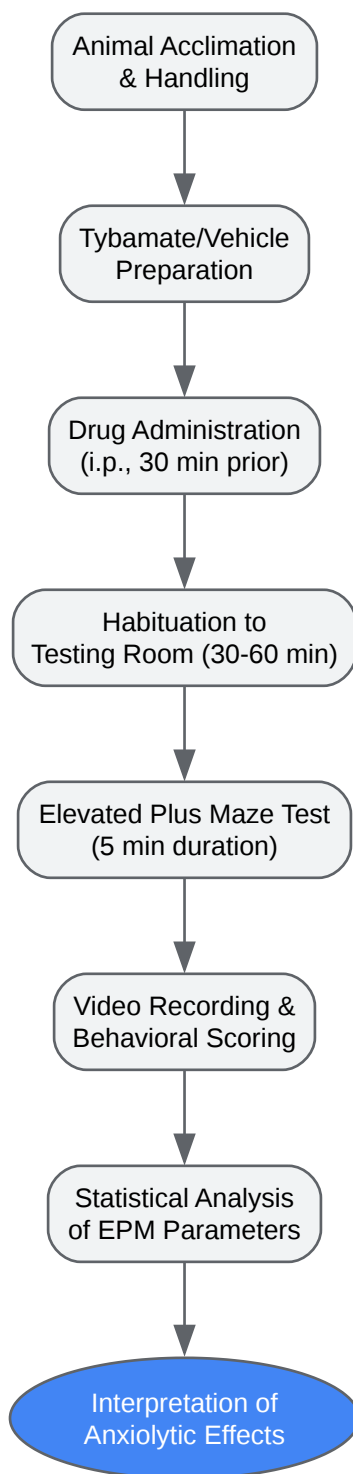 Animal Acclimation
& Handling
Tybamate/Vehicle
Preparation
Drug Administration
(i.p., 30 min prior)
Habituation to
Testing Room (30-60 min)
Elevated Plus Maze Test
(5 min duration)
Video Recording &
Behavioral Scoring
Statistical Analysis
of EPM Parameters
Interpretation of
Anxiolytic Effects